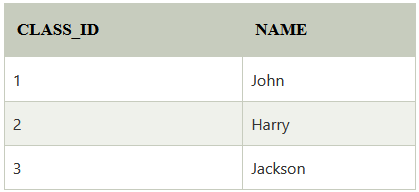 CLASS_ID NAME
1 John
2 Harry
3 Jackson